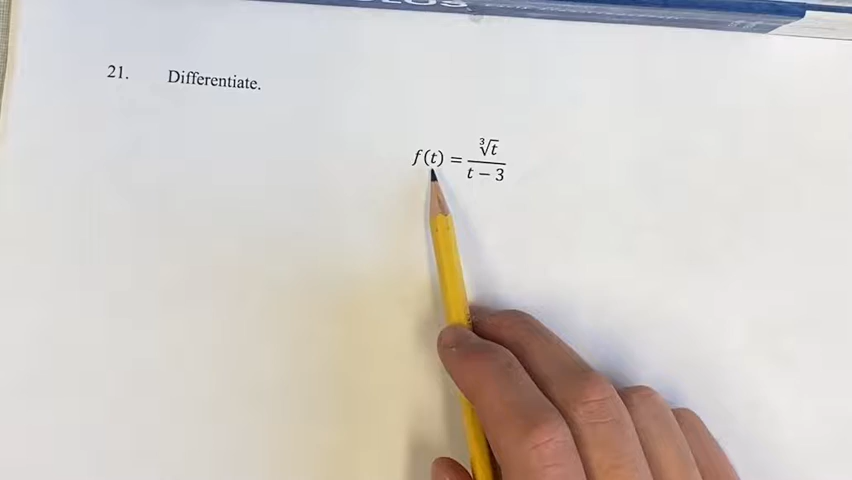 21. Differentiate.
f(t) = ∛t / (t − 3)